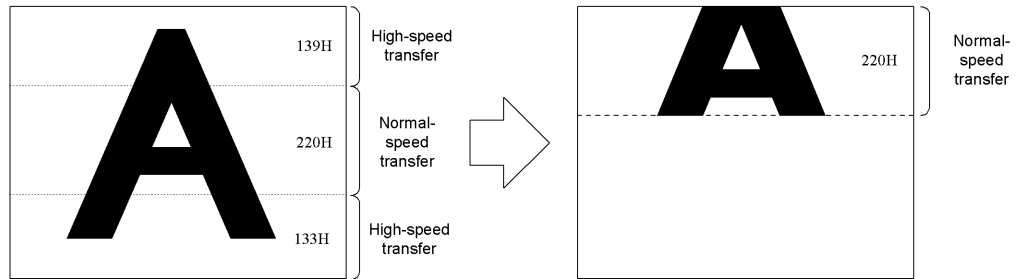 139H
High-speed
transfer
220H
Normal-
speed
transfer
133H
High-speed
transfer
A
220H
Normal-
speed
transfer
A